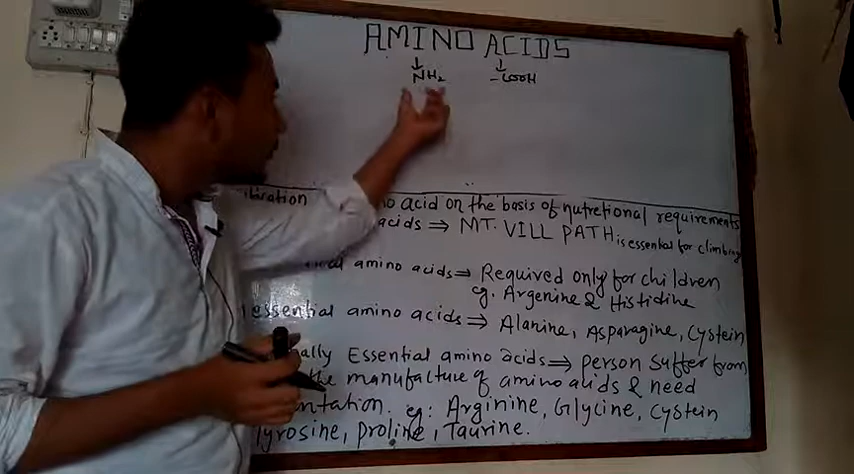 AMINO ACIDS
NH₂ -COOH
acid on the basis of nutretional requirements
acids ⇒ MT. VILL PATH is essential for climbing
amino acids ⇒ Required only for children
eg. Argenine & Histidine
essential amino acids ⇒ Alanine, Asparagine, Cystein
Essential amino acids ⇒ person suffer from
the manufacture of amino acids & need
eg: Arginine, Glycine, Cystein
Tyrosine, proline, Taurine.